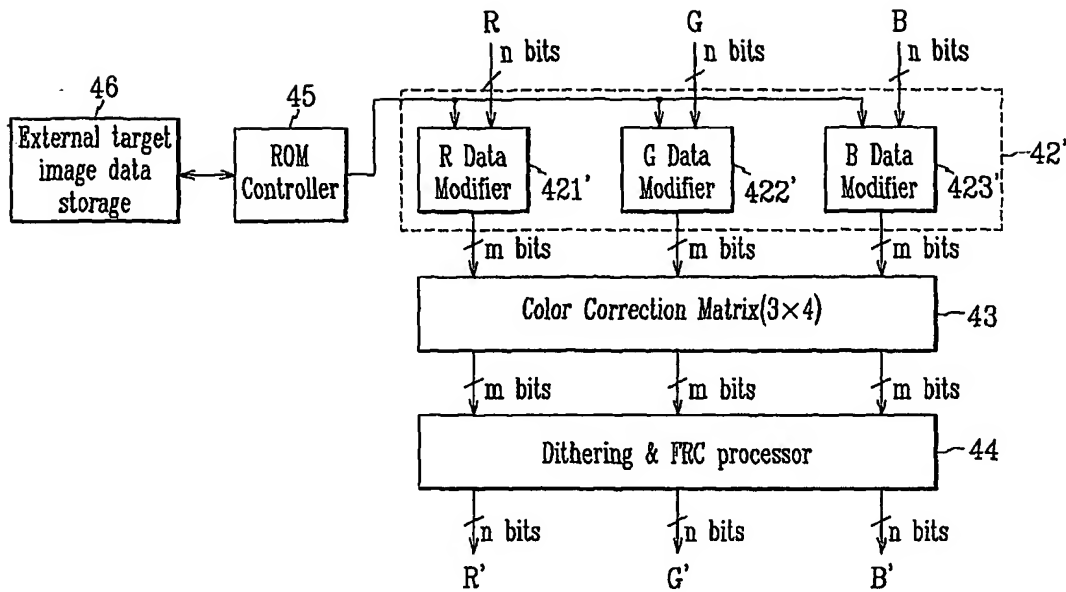 R G B
n bits n bits n bits
46 45
External target
image data
storage
ROM
Controller
R Data
Modifier
421'
G Data
Modifier
422'
B Data
Modifier
423'
42'
m bits m bits m bits
Color Correction Matrix(3×4)
43
m bits m bits m bits
Dithering & FRC processor
44
n bits n bits n bits
R' G' B'